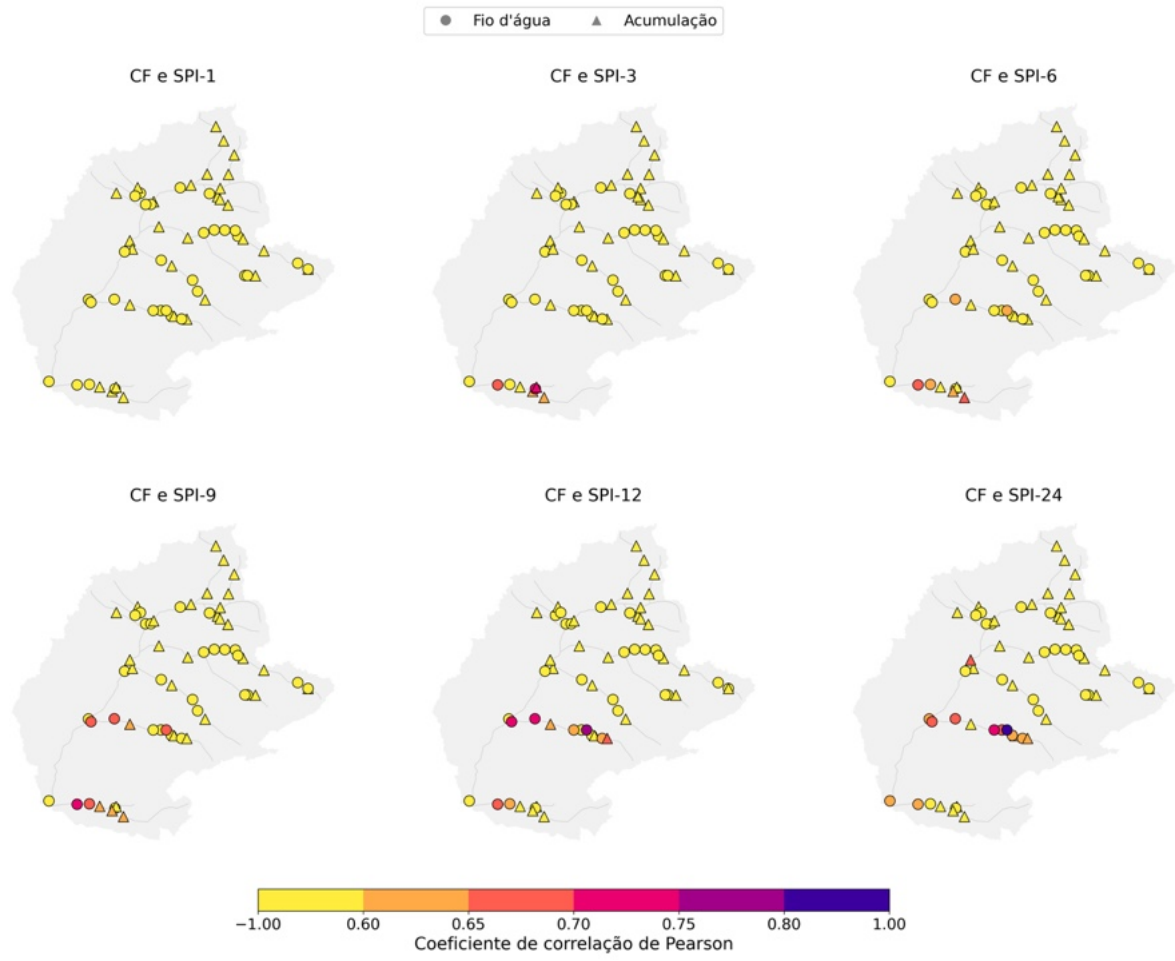 Fio d'água Acumulação
CF e SPI-1 CF e SPI-3 CF e SPI-6
CF e SPI-9 CF e SPI-12 CF e SPI-24
−1.00 0.60 0.65 0.70 0.75 0.80 1.00
Coeficiente de correlação de Pearson